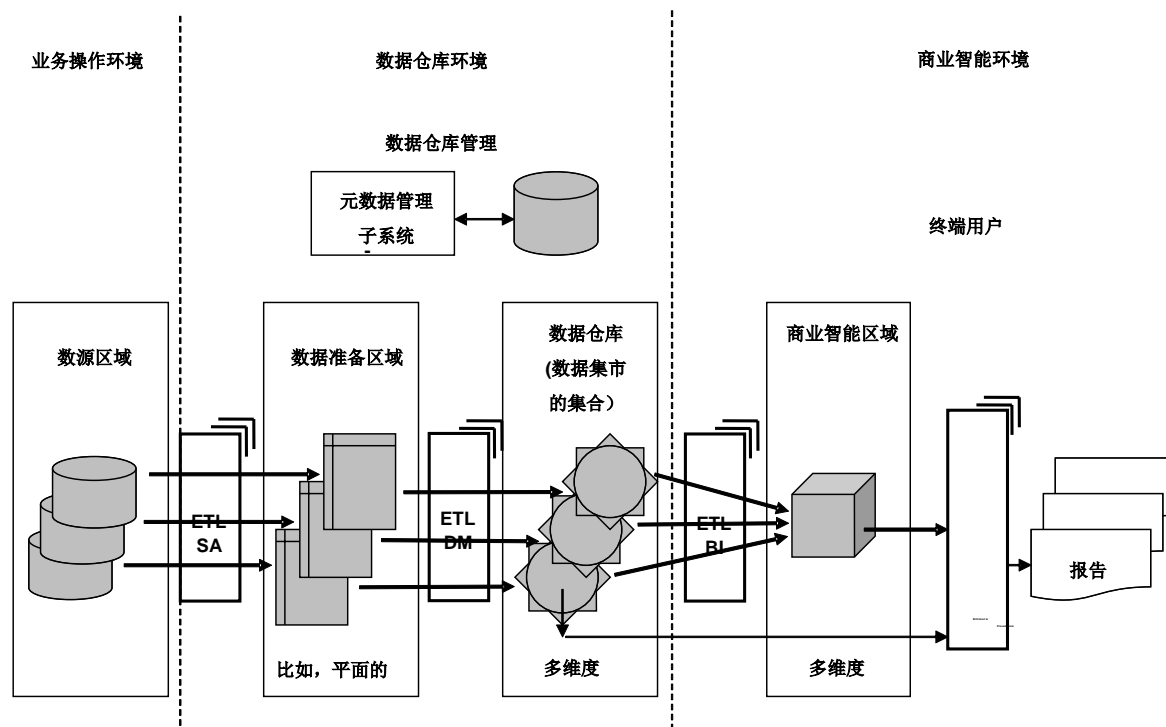 业务操作环境
数据仓库环境
商业智能环境
数据仓库管理
元数据管理
子系统
终端用户
数源区域
数据准备区域
数据仓库
(数据集市
的集合）
商业智能区域
ETL
SA
ETL
DM
ETL
BI
报告
比如，平面的
多维度
多维度